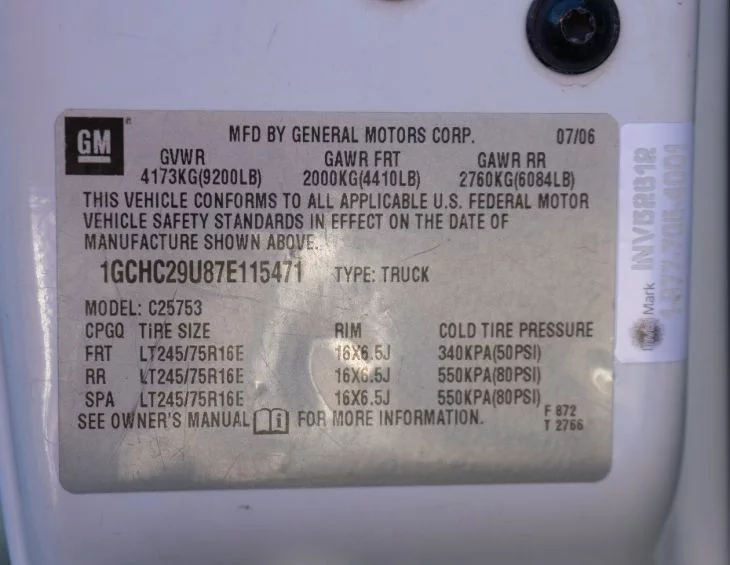 GM
MFD BY GENERAL MOTORS CORP. 07/06
GVWR GAWR FRT GAWR RR
4173KG(9200LB) 2000KG(4410LB) 2760KG(6084LB)
THIS VEHICLE CONFORMS TO ALL APPLICABLE U.S. FEDERAL MOTOR
VEHICLE SAFETY STANDARDS IN EFFECT ON THE DATE OF
MANUFACTURE SHOWN ABOVE.
1GCHC29U87E115471 TYPE: TRUCK
MODEL: C25753
CPGQ TIRE SIZE RIM COLD TIRE PRESSURE
FRT LT245/75R16E 16X6.5J 340KPA(50PSI)
RR LT245/75R16E 16X6.5J 550KPA(80PSI)
SPA LT245/75R16E 16X6.5J 550KPA(80PSI)
SEE OWNER'S MANUAL i FOR MORE INFORMATION.
F 872
T 2766
Mark